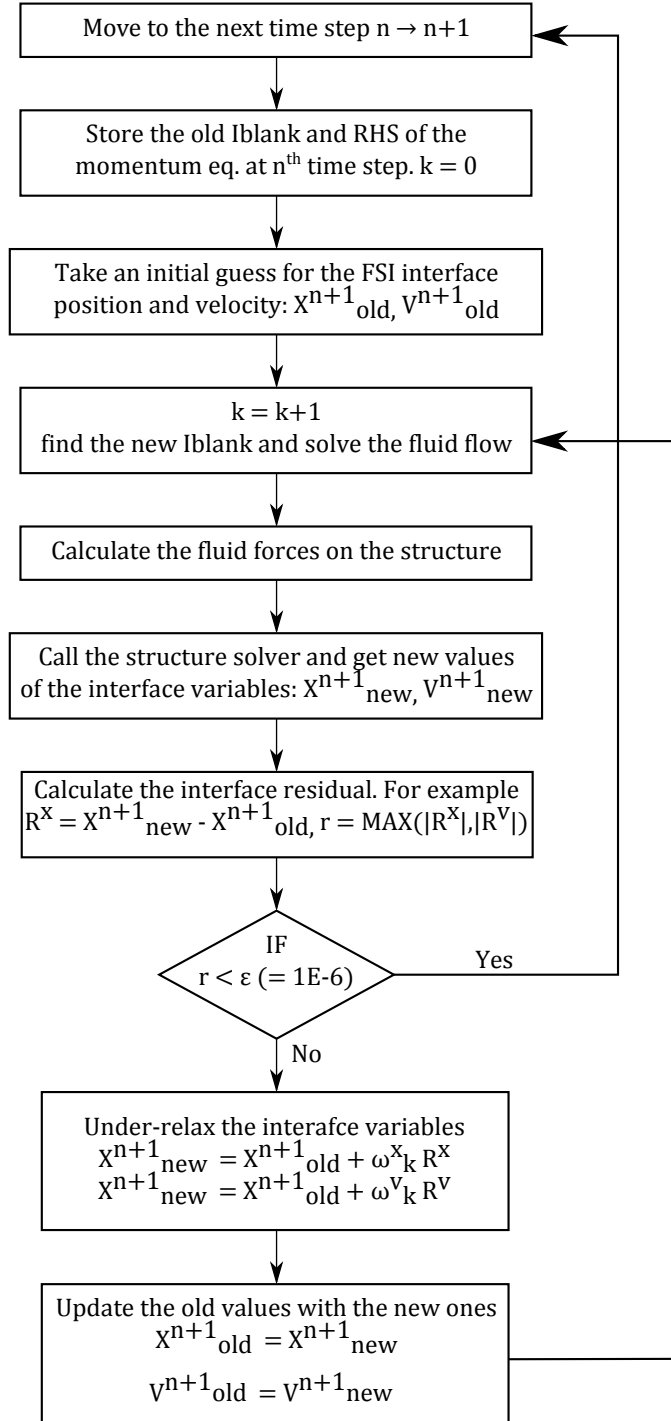 Move to the next time step n → n+1
Store the old Iblank and RHS of the
momentum eq. at nth time step. k = 0
Take an initial guess for the FSI interface
position and velocity: Xn+1old, Vn+1old
k = k+1
find the new Iblank and solve the fluid flow
Calculate the fluid forces on the structure
Call the structure solver and get new values
of the interface variables: Xn+1new, Vn+1new
Calculate the interface residual. For example
Rx = Xn+1new - Xn+1old, r = MAX(|Rx|,|Rv|)
IF
r < ε (= 1E-6)
Yes
No
Under-relax the interafce variables
Xn+1new = Xn+1old + ωxk Rx
Xn+1new = Xn+1old + ωvk Rv
Update the old values with the new ones
Xn+1old = Xn+1new
Vn+1old = Vn+1new